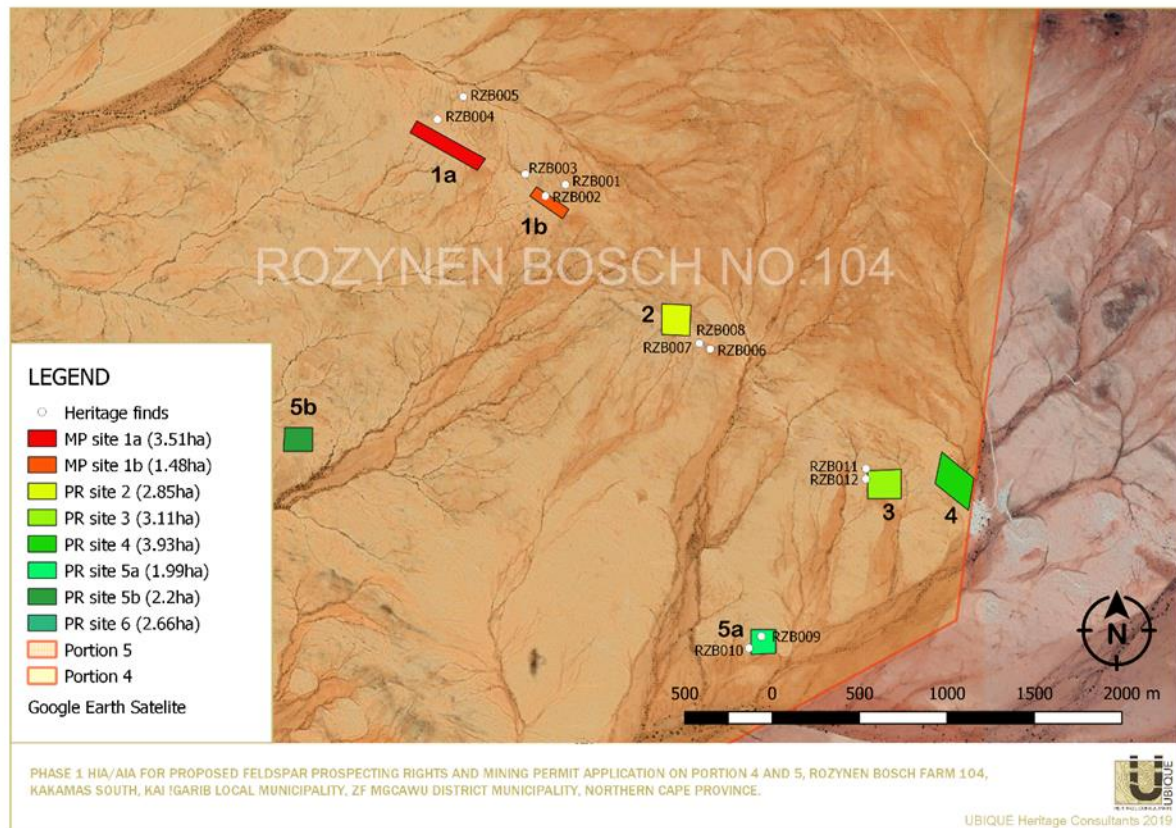 RZB005
RZB004
1a
RZB003
RZB001
RZB002
1b
ROZYNEN BOSCH NO.104
2
RZB008
RZB007
RZB006
LEGEND
Heritage finds
MP site 1a (3.51ha)
MP site 1b (1.48ha)
PR site 2 (2.85ha)
PR site 3 (3.11ha)
PR site 4 (3.93ha)
PR site 5a (1.99ha)
PR site 5b (2.2ha)
PR site 6 (2.66ha)
Portion 5
Portion 4
Google Earth Satelite
5b
RZB011
RZB012
3
4
5a
RZB009
RZB010
N
500 0 500 1000 1500 2000 m
PHASE 1 HIA/AIA FOR PROPOSED FELDSPAR PROSPECTING RIGHTS AND MINING PERMIT APPLICATION ON PORTION 4 AND 5, ROZYNEN BOSCH FARM 104,
KAKAMAS SOUTH, KAI !GARIB LOCAL MUNICIPALITY, ZF MGCAWU DISTRICT MUNICIPALITY, NORTHERN CAPE PROVINCE.
UBIQUE
UBIQUE Heritage Consultants 2019